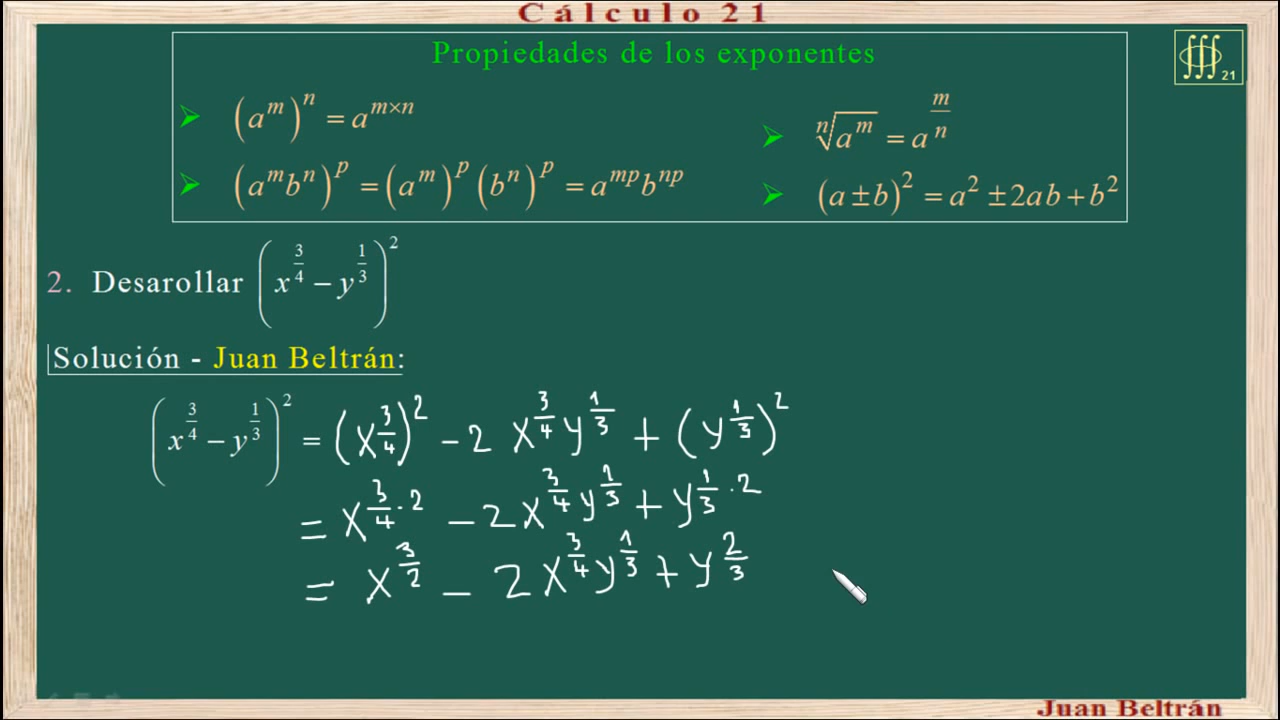 Cálculo 21
Propiedades de los exponentes
∭ 21
➢ (a^m)^n = a^(m×n)
➢ ⁿ√(a^m) = a^(m/n)
➢ (a^m b^n)^p = (a^m)^p (b^n)^p = a^(mp) b^(np)
➢ (a ± b)^2 = a^2 ± 2ab + b^2
2. Desarollar (x^(3/4) − y^(1/3))^2
Solución - Juan Beltrán:
(x^(3/4) − y^(1/3))^2 = (x^(3/4))^2 − 2 x^(3/4) y^(1/3) + (y^(1/3))^2
= x^(3/4 · 2) − 2x^(3/4) y^(1/3) + y^(1/3 · 2)
= x^(3/2) − 2x^(3/4) y^(1/3) + y^(2/3)
Juan Beltrán